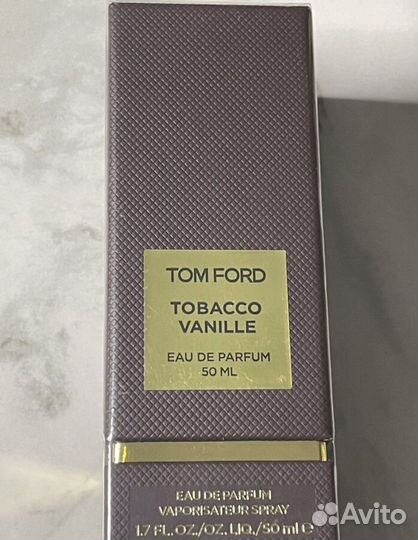 TOM FORD
TOBACCO
VANILLE
EAU DE PARFUM
50 ML
EAU DE PARFUM
VAPORISATEUR SPRAY
1.7 FL. OZ./OZ. LIQ./50 ml e
Avito